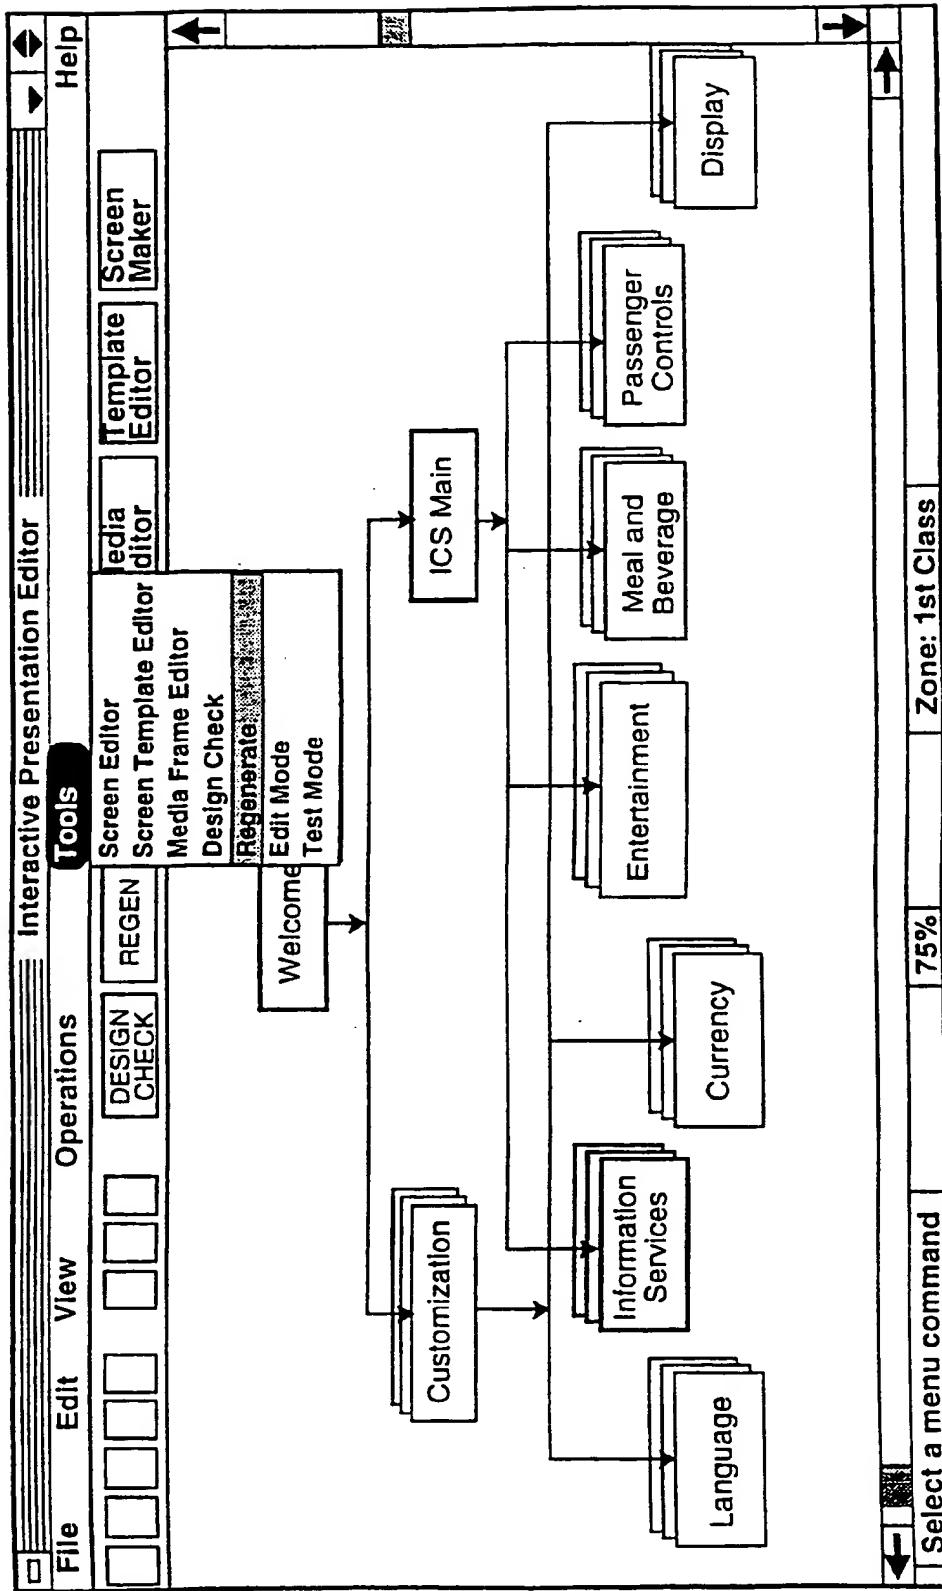 Interactive Presentation Editor
File Edit View Operations Tools Help
DESIGN
CHECK
REGEN
edia
ditor
Template
Editor
Screen
Maker
Screen Editor
Screen Template Editor
Media Frame Editor
Design Check
Regenerate
Edit Mode
Test Mode
Welcome
Customization
ICS Main
Language
Information
Services
Currency
Entertainment
Meal and
Beverage
Passenger
Controls
Display
Select a menu command 75% Zone: 1st Class